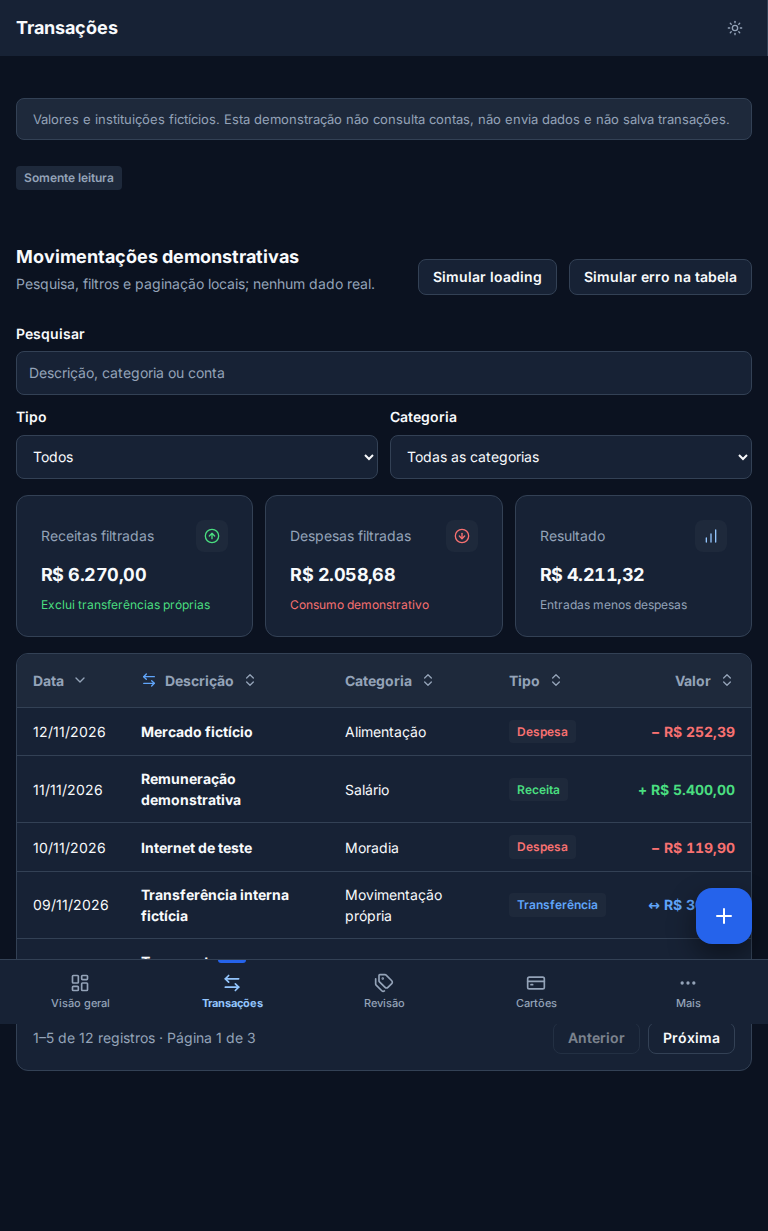 Transações
Valores e instituições fictícios. Esta demonstração não consulta contas, não envia dados e não salva transações.
Somente leitura
Movimentações demonstrativas
Pesquisa, filtros e paginação locais; nenhum dado real.
Simular loading
Simular erro na tabela
Pesquisar
Descrição, categoria ou conta
Tipo
Categoria
Todos
Todas as categorias
Receitas filtradas
R$ 6.270,00
Exclui transferências próprias
Despesas filtradas
R$ 2.058,68
Consumo demonstrativo
Resultado
R$ 4.211,32
Entradas menos despesas
Data Descrição Categoria Tipo Valor
12/11/2026 Mercado fictício Alimentação Despesa − R$ 252,39
11/11/2026 Remuneração demonstrativa Salário Receita + R$ 5.400,00
10/11/2026 Internet de teste Moradia Despesa − R$ 119,90
09/11/2026 Transferência interna fictícia Movimentação própria Transferência ↔ R$
Visão geral
Transações
Revisão
Cartões
Mais
1–5 de 12 registros · Página 1 de 3
Anterior
Próxima